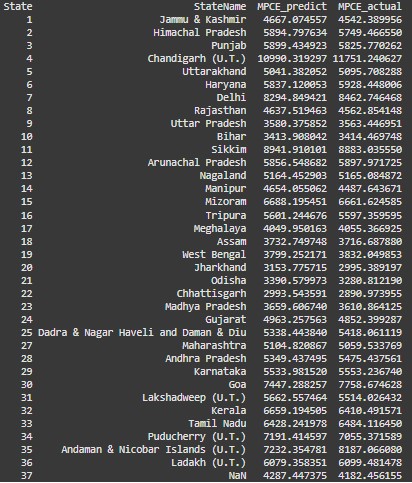 State StateName MPCE_predict MPCE_actual
1 Jammu & Kashmir 4667.074557 4542.389956
2 Himachal Pradesh 5894.797634 5749.466550
3 Punjab 5899.434923 5825.770262
4 Chandigarh (U.T.) 10990.319297 11751.240627
5 Uttarakhand 5041.382052 5095.708288
6 Haryana 5837.120053 5928.448006
7 Delhi 8294.849421 8462.746468
8 Rajasthan 4637.519463 4562.854148
9 Uttar Pradesh 3580.375852 3563.446951
10 Bihar 3413.908042 3414.469748
11 Sikkim 8941.910101 8883.035550
12 Arunachal Pradesh 5856.548682 5897.971725
13 Nagaland 5164.452903 5165.084872
14 Manipur 4654.055062 4487.643671
15 Mizoram 6688.195451 6661.624585
16 Tripura 5601.244676 5597.359595
17 Meghalaya 4049.950163 4055.366925
18 Assam 3732.749748 3716.687880
19 West Bengal 3799.252171 3832.049853
20 Jharkhand 3153.775715 2995.389197
21 Odisha 3390.579973 3280.812190
22 Chhattisgarh 2993.543591 2890.973955
23 Madhya Pradesh 3659.606740 3610.864125
24 Gujarat 4963.257563 4852.399287
25 Dadra & Nagar Haveli and Daman & Diu 5338.443840 5418.061119
27 Maharashtra 5104.820867 5059.533769
28 Andhra Pradesh 5349.437495 5475.437561
29 Karnataka 5533.981520 5553.236740
30 Goa 7447.288257 7758.674628
31 Lakshadweep (U.T.) 5662.557464 5514.026432
32 Kerala 6659.194505 6410.491571
33 Tamil Nadu 6428.241978 6484.116450
34 Puducherry (U.T.) 7191.414597 7055.371589
35 Andaman & Nicobar Islands (U.T.) 7232.354781 8187.066080
36 Ladakh (U.T.) 6079.358351 6099.481478
37 NaN 4287.447375 4182.456155